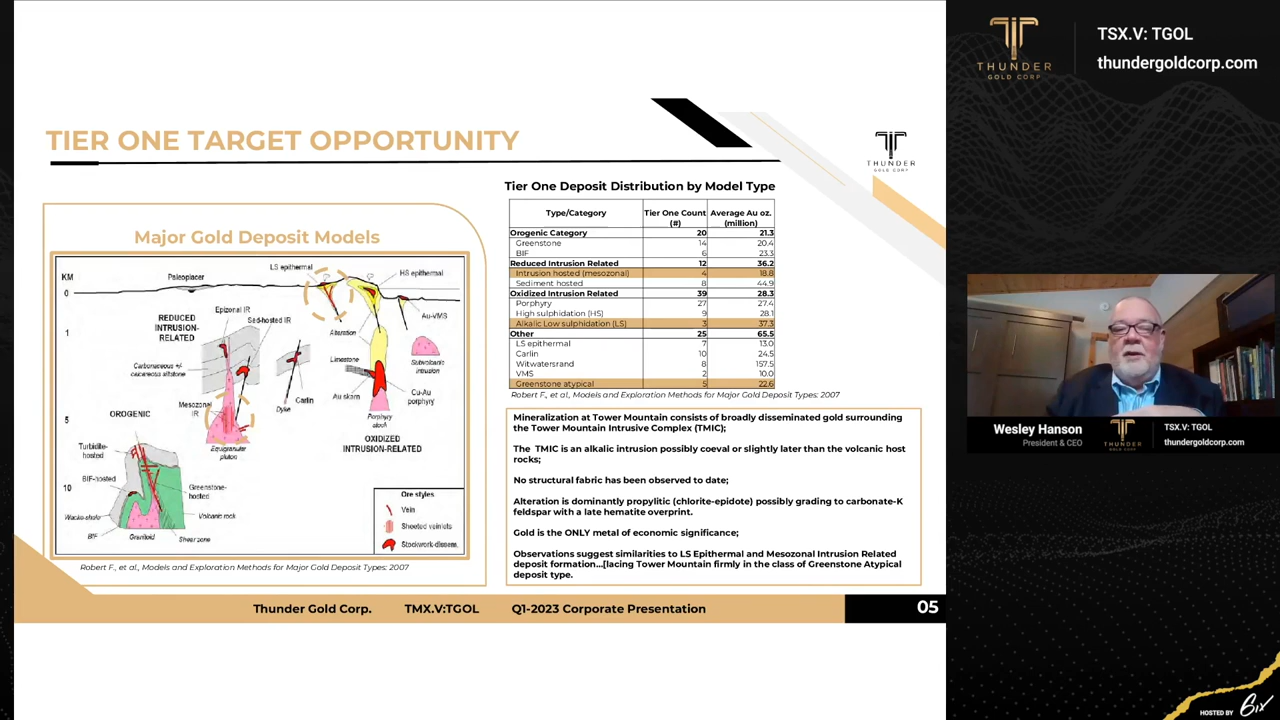 TIER ONE TARGET OPPORTUNITY
THUNDER
GOLD CORP
Major Gold Deposit Models
KM
0
1
5
10
Paleoplacer
LS epithermal
HS epithermal
?
?
Epizonal IR
REDUCED
INTRUSION-
RELATED
Sed-hosted IR
Au-VMS
Alteration
Carbonaceous +/-
calcareous siltstone
Limestone
Subvolcanic
intrusion
Carlin
Au skarn
Cu-Au
porphyry
Dyke
Mesozonal
IR
OROGENIC
Porphyry
stock
OXIDIZED
INTRUSION-RELATED
Equigranular
pluton
Turbidite-
hosted
BIF-hosted
Greenstone-
hosted
Wacke-shale
Volcanic rock
BIF
Granitoid
Shear zone
Ore styles
Vein
Sheeted veinlets
Stockwork-dissem.
Robert F., et al., Models and Exploration Methods for Major Gold Deposit Types: 2007
Tier One Deposit Distribution by Model Type
Type/Category Tier One Count (#) Average Au oz. (million)
Orogenic Category 20 21.3
Greenstone 14 20.4
BIF 6 23.3
Reduced Intrusion Related 12 36.2
Intrusion hosted (mesozonal) 4 18.8
Sediment hosted 8 44.9
Oxidized Intrusion Related 39 28.3
Porphyry 27 27.4
High sulphidation (HS) 9 28.1
Alkalic Low sulphidation (LS) 3 37.3
Other 25 65.5
LS epithermal 7 13.0
Carlin 10 24.5
Witwatersrand 8 157.5
VMS 2 10.0
Greenstone atypical 5 22.6
Robert F., et al., Models and Exploration Methods for Major Gold Deposit Types: 2007
Mineralization at Tower Mountain consists of broadly disseminated gold surrounding
the Tower Mountain Intrusive Complex (TMIC);
The TMIC is an alkalic intrusion possibly coeval or slightly later than the volcanic host
rocks;
No structural fabric has been observed to date;
Alteration is dominantly propylitic (chlorite-epidote) possibly grading to carbonate-K
feldspar with a late hematite overprint.
Gold is the ONLY metal of economic significance;
Observations suggest similarities to LS Epithermal and Mesozonal Intrusion Related
deposit formation...[lacing Tower Mountain firmly in the class of Greenstone Atypical
deposit type.
Thunder Gold Corp. TMX.V:TGOL Q1-2023 Corporate Presentation 05
THUNDER
GOLD CORP
TSX.V: TGOL
thundergoldcorp.com
Wesley Hanson
President & CEO
THUNDER
GOLD CORP
TSX.V: TGOL
thundergoldcorp.com
HOSTED BY 6ix